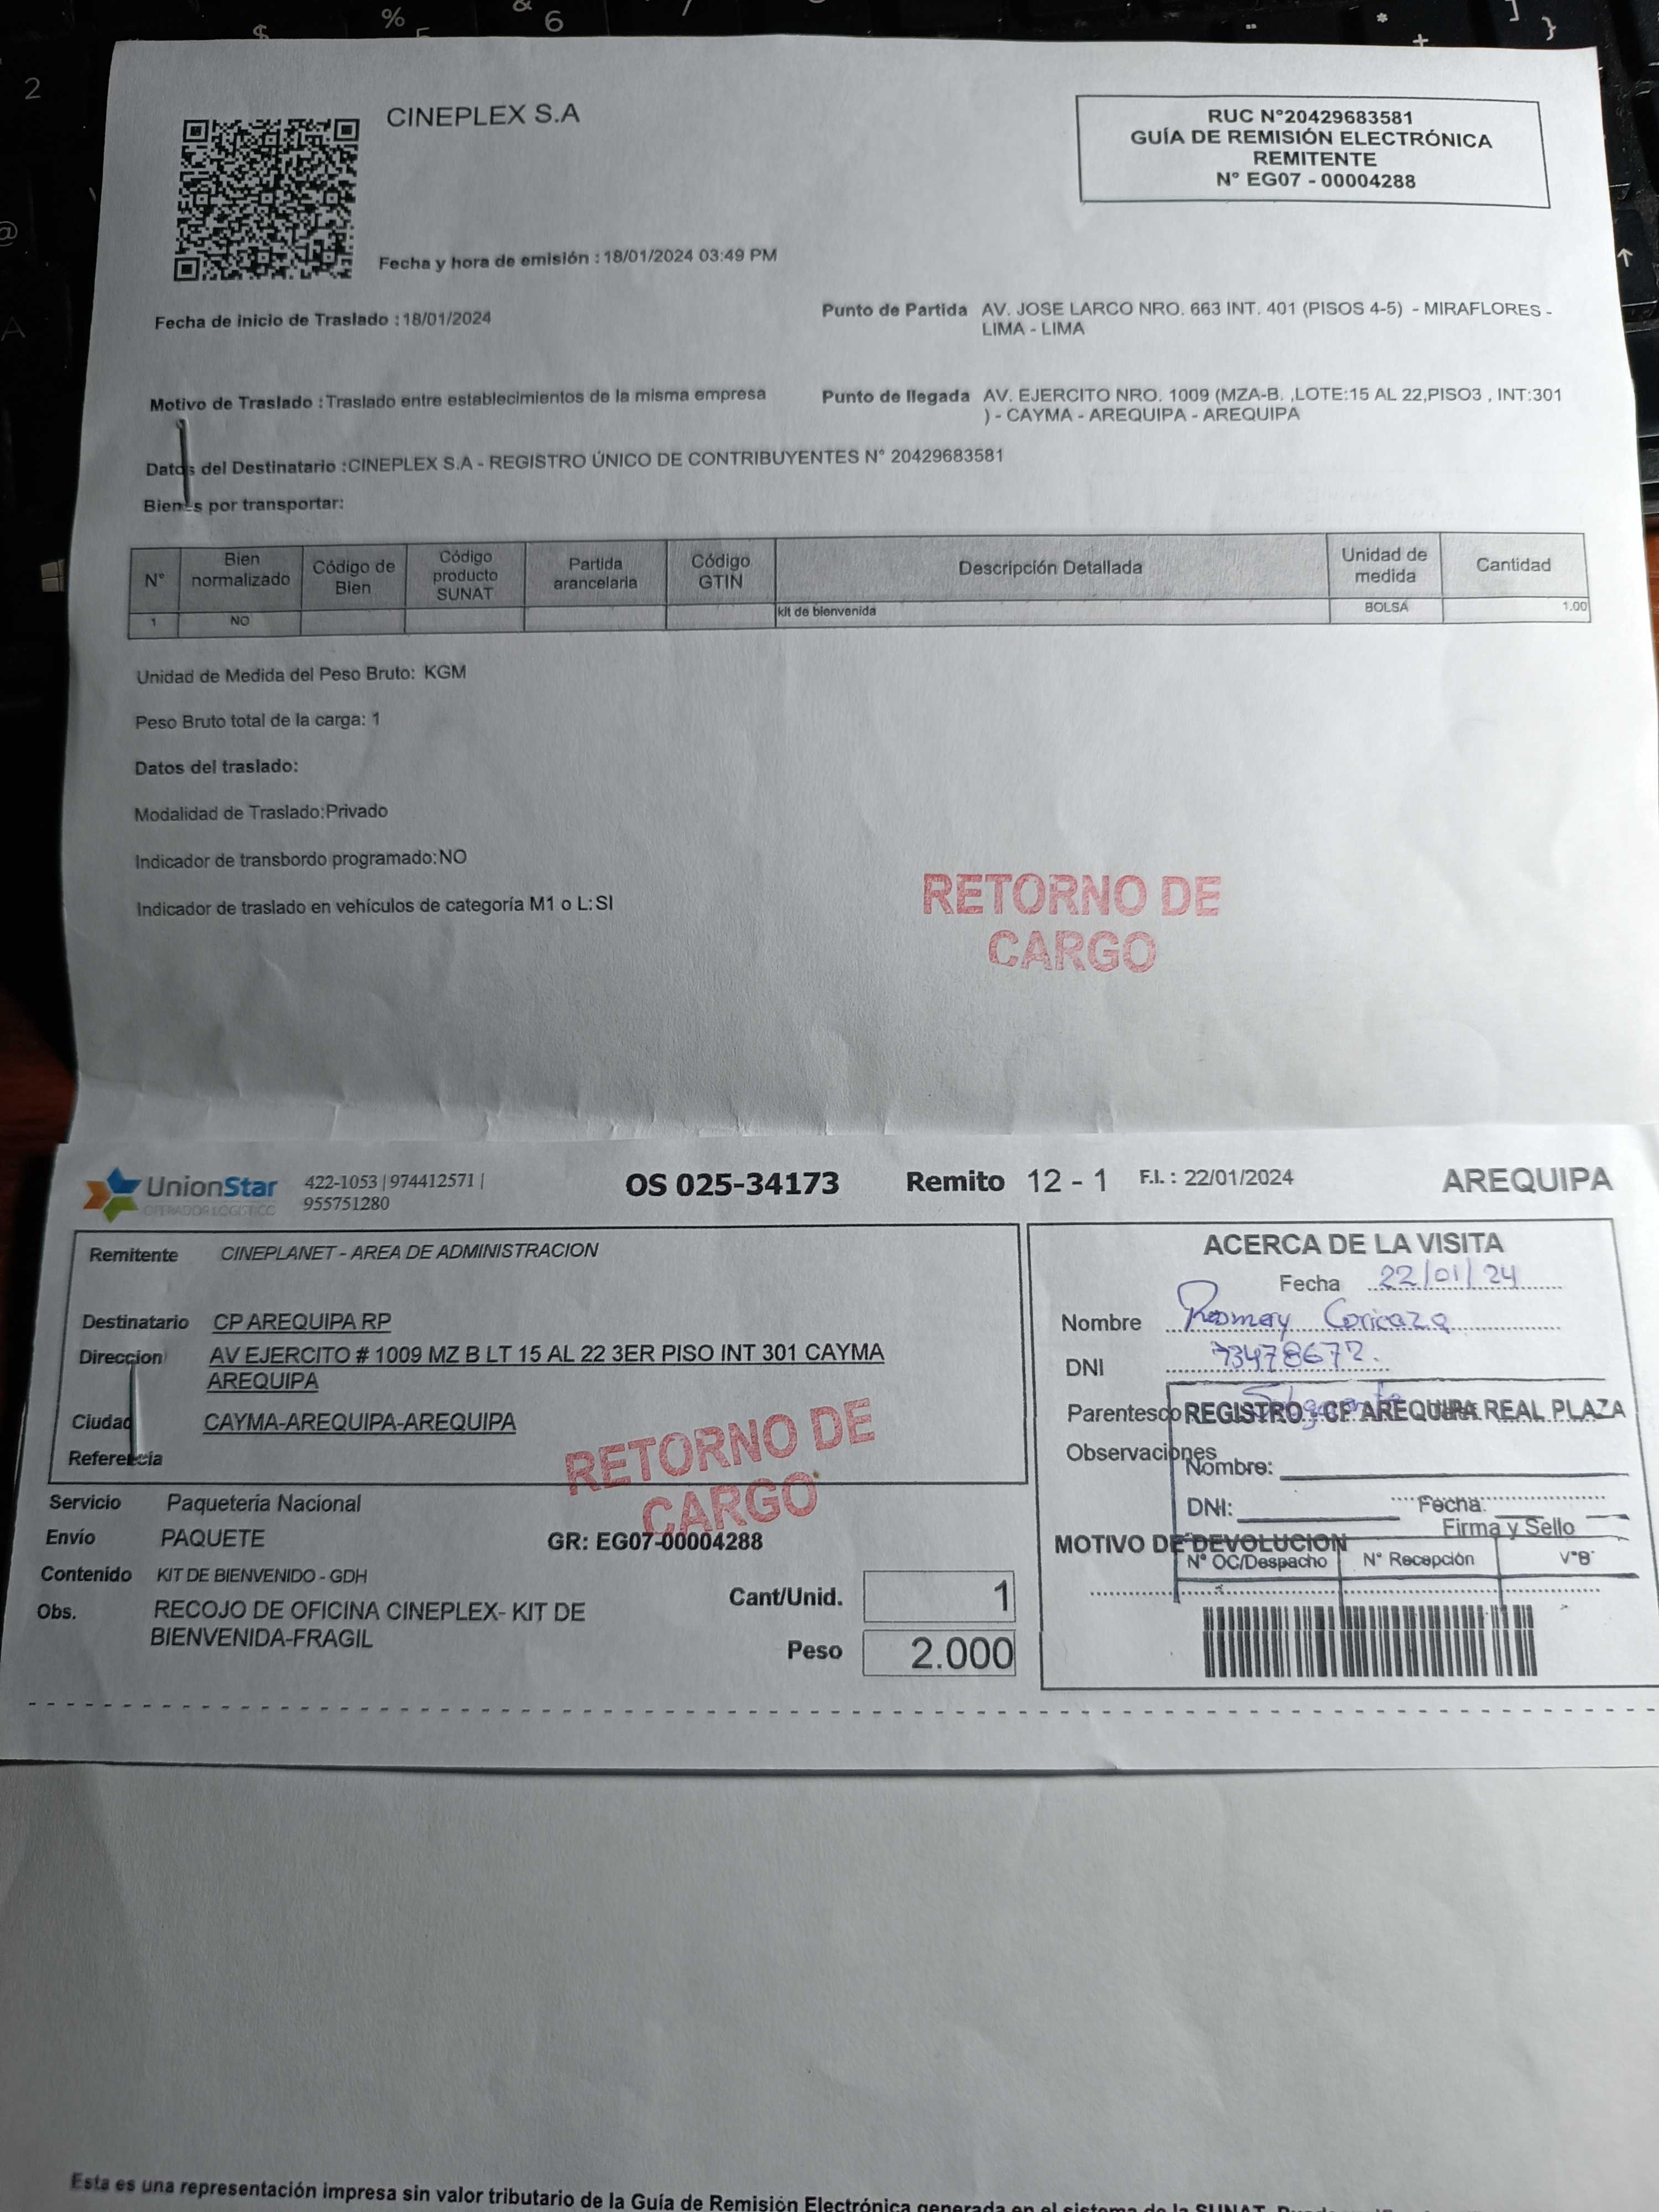 CINEPLEX S.A
RUC N°20429683581
GUÍA DE REMISIÓN ELECTRÓNICA
REMITENTE
N° EG07 - 00004288
Fecha y hora de emisión : 18/01/2024 03:49 PM
Fecha de inicio de Traslado : 18/01/2024
Punto de Partida AV. JOSE LARCO NRO. 663 INT. 401 (PISOS 4-5) - MIRAFLORES -
LIMA - LIMA
Motivo de Traslado : Traslado entre establecimientos de la misma empresa
Punto de llegada AV. EJERCITO NRO. 1009 (MZA-B. ,LOTE:15 AL 22,PISO3 , INT:301
) - CAYMA - AREQUIPA - AREQUIPA
Datos del Destinatario :CINEPLEX S.A - REGISTRO ÚNICO DE CONTRIBUYENTES N° 20429683581
Bienes por transportar:
N° Bien normalizado Código de Bien Código producto SUNAT Partida arancelaria Código GTIN Descripción Detallada Unidad de medida Cantidad
1 NO kit de bienvenida BOLSA 1.00
Unidad de Medida del Peso Bruto: KGM
Peso Bruto total de la carga: 1
Datos del traslado:
Modalidad de Traslado:Privado
Indicador de transbordo programado:NO
Indicador de traslado en vehículos de categoría M1 o L:SI
RETORNO DE
CARGO
UnionStar
OPERADOR LOGISTICO
422-1053 | 974412571 |
955751280
OS 025-34173 Remito 12 - 1 F.I. : 22/01/2024 AREQUIPA
Remitente CINEPLANET - AREA DE ADMINISTRACION
Destinatario CP AREQUIPA RP
Direccion AV EJERCITO # 1009 MZ B LT 15 AL 22 3ER PISO INT 301 CAYMA
AREQUIPA
Ciudad CAYMA-AREQUIPA-AREQUIPA
Referencia
RETORNO DE
CARGO
Servicio Paquetería Nacional
Envío PAQUETE
GR: EG07-00004288
Contenido KIT DE BIENVENIDO - GDH
Obs. RECOJO DE OFICINA CINEPLEX- KIT DE
BIENVENIDA-FRAGIL
Cant/Unid. 1
Peso 2.000
ACERCA DE LA VISITA
Fecha 22/01/24
Nombre Rosmery
DNI 73478672.
Parentesco
REGISTRO - CP AREQUIPA REAL PLAZA
Observaciones
Nombre:
DNI: Fecha:
Firma y Sello
MOTIVO DE DEVOLUCION
N° OC/Despacho N° Recepción V°B°
Esta es una representación impresa sin valor tributario de la Guía de Remisión Electrónica generada en el sistema de la SUNAT.